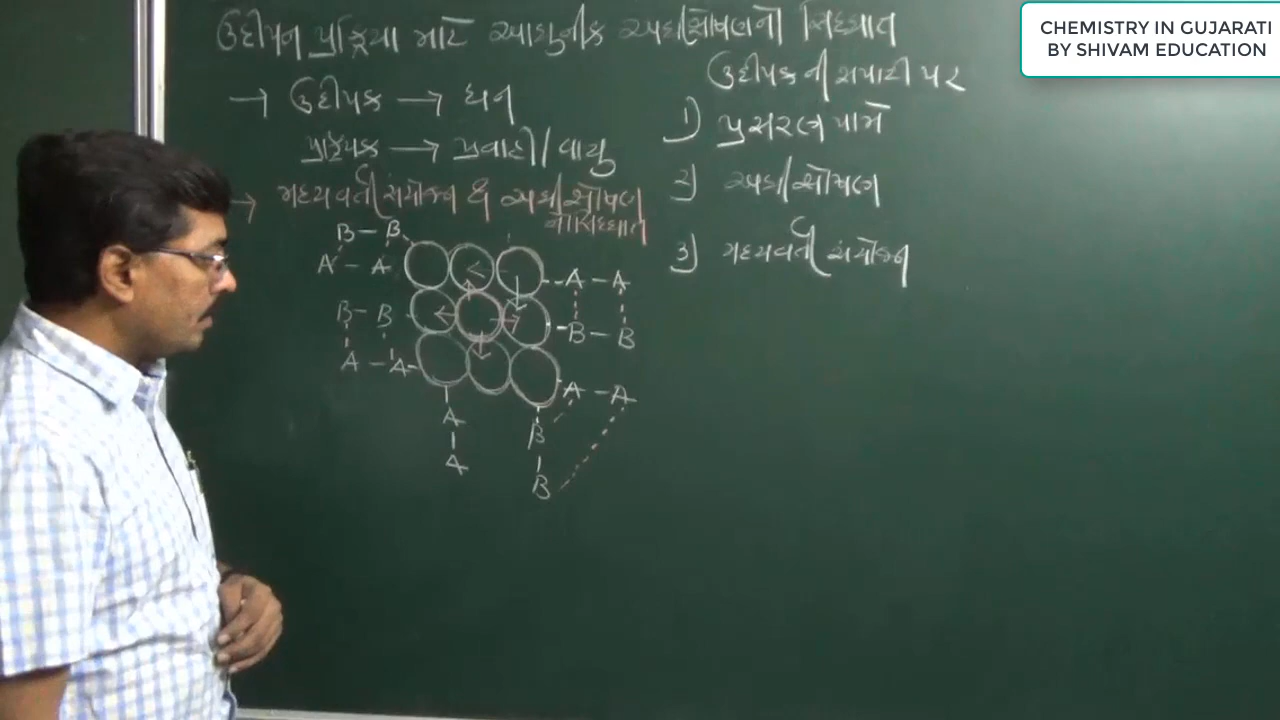 ઉદ્દીપન પ્રક્રિયા માટે આધુનીક અધિશોષણનો સિધ્ધાંત
→ ઉદ્દીપક → ઘન
પ્રક્રિયક → પ્રવાહી / વાયુ
→ મધ્યવર્તી સંયોજન & અધિશોષણ
નો સિધ્ધાંત
B - B
A - A
B - B
A - A
A
A
A - A
B - B
A - A
B
B
ઉદ્દીપકની સપાટી પર
1) પ્રસરણ પામે
2) અધિશોષણ
3) મધ્યવર્તી સંયોજન
CHEMISTRY IN GUJARATI
BY SHIVAM EDUCATION